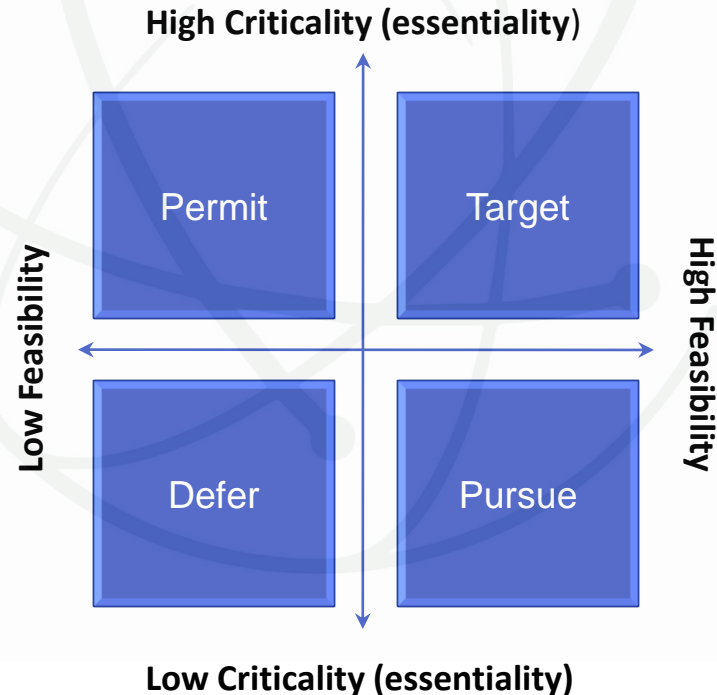 High Criticality (essentiality)
Permit
Target
Low Feasibility
High Feasibility
Defer
Pursue
Low Criticality (essentiality)